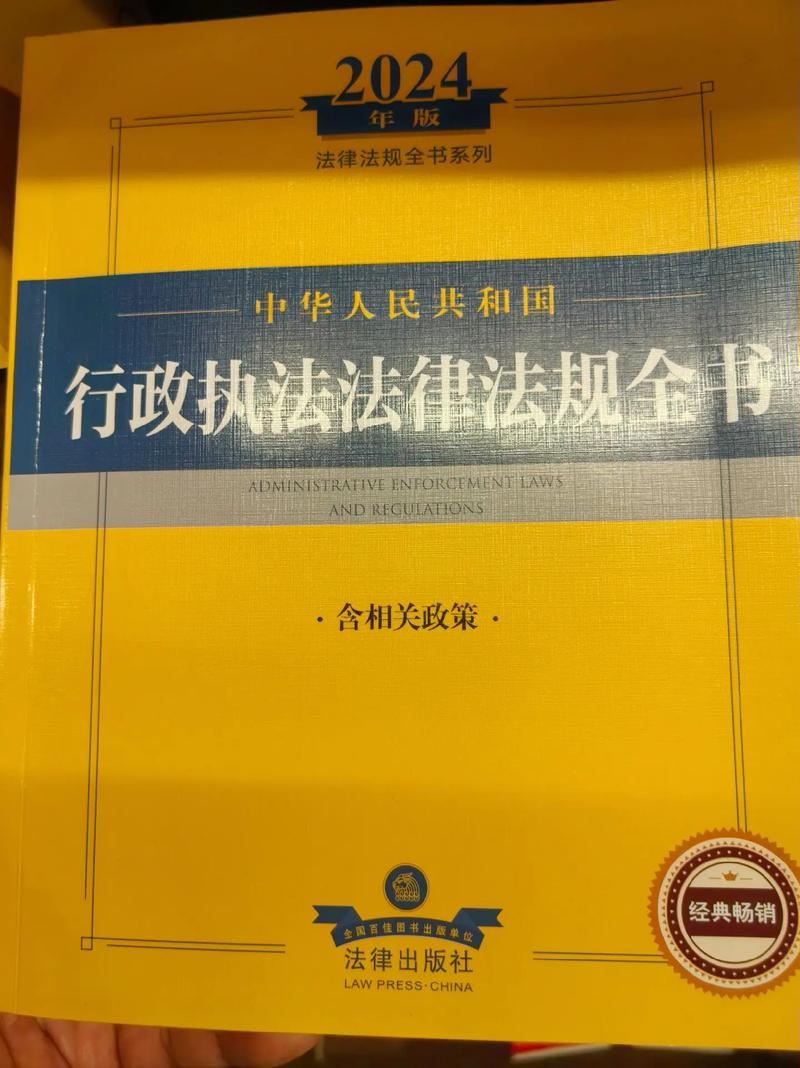 2024
年版
法律法规全书系列
中华人民共和国
行政执法法律法规全书
ADMINISTRATIVE ENFORCEMENT LAWS
AND REGULATIONS
·含相关政策·
全国百佳图书出版单位
法律出版社
LAW PRESS·CHINA
经典畅销